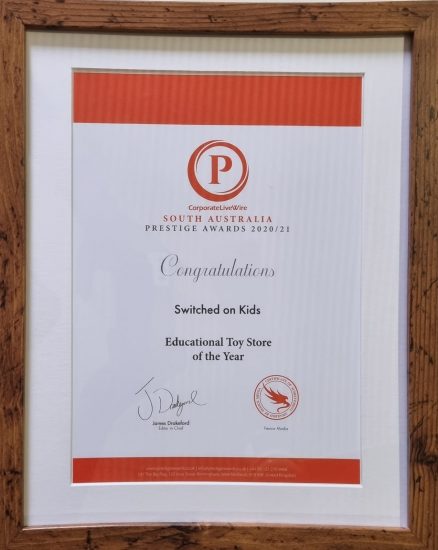 P
CorporateLiveWire
SOUTH AUSTRALIA
PRESTIGE AWARDS 2020/21
Congratulations
Switched on Kids
Educational Toy Store
of the Year
James Drakeford
Editor in Chief
Fenice Media